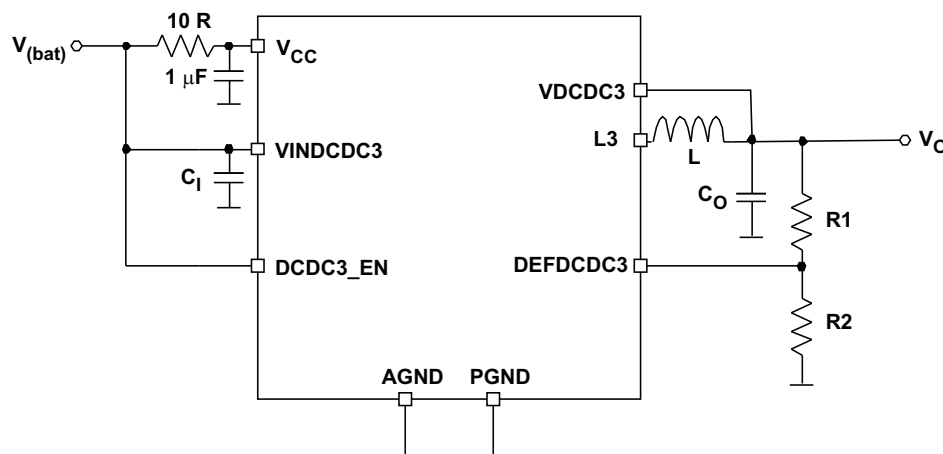 10 R
V(bat)
VCC
1 μF
VDCDC3
L3
VO
L
VINDCDC3
CI
CO
R1
DCDC3_EN
DEFDCDC3
R2
AGND PGND